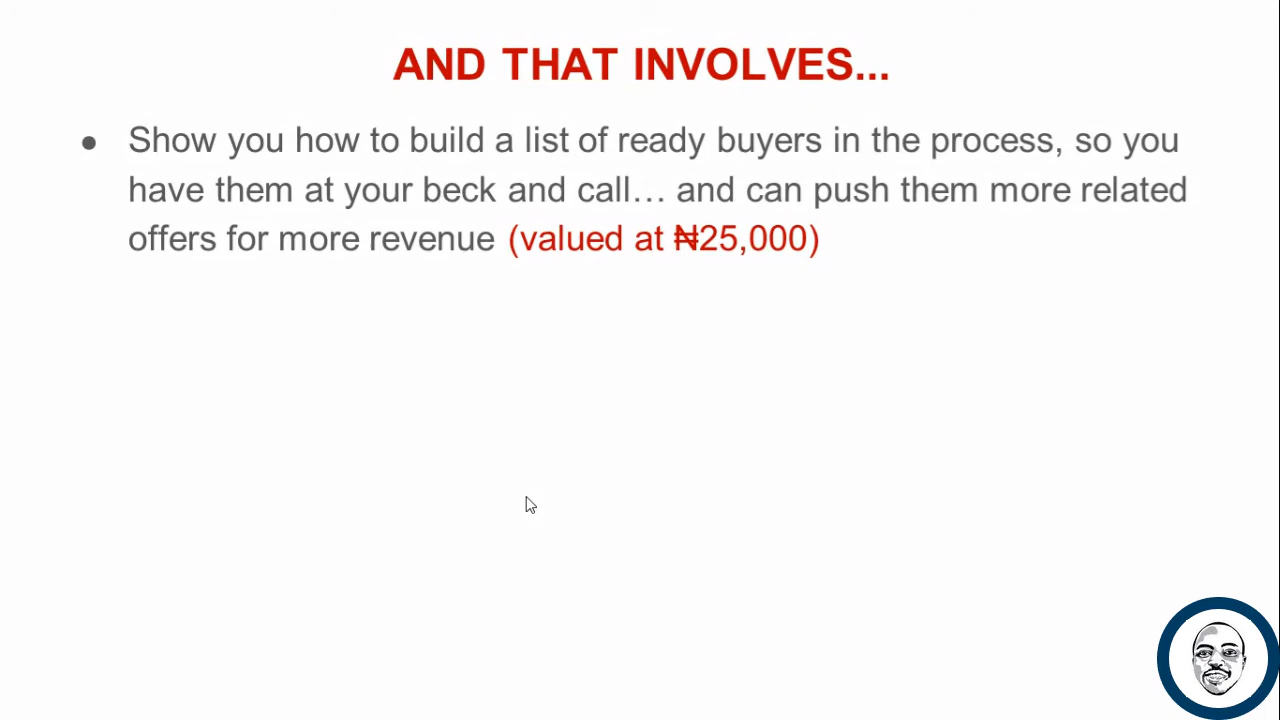 AND THAT INVOLVES...
● Show you how to build a list of ready buyers in the process, so you
have them at your beck and call… and can push them more related
offers for more revenue (valued at ₦25,000)